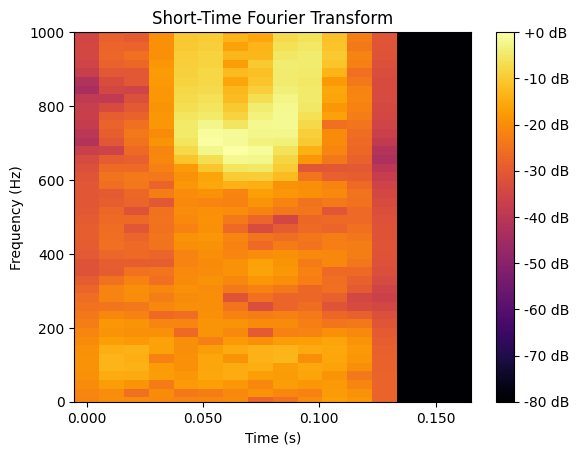 Short-Time Fourier Transform
1000
800
600
400
200
0
Frequency (Hz)
0.000
0.050
0.100
0.150
Time (s)
+0 dB
-10 dB
-20 dB
-30 dB
-40 dB
-50 dB
-60 dB
-70 dB
-80 dB